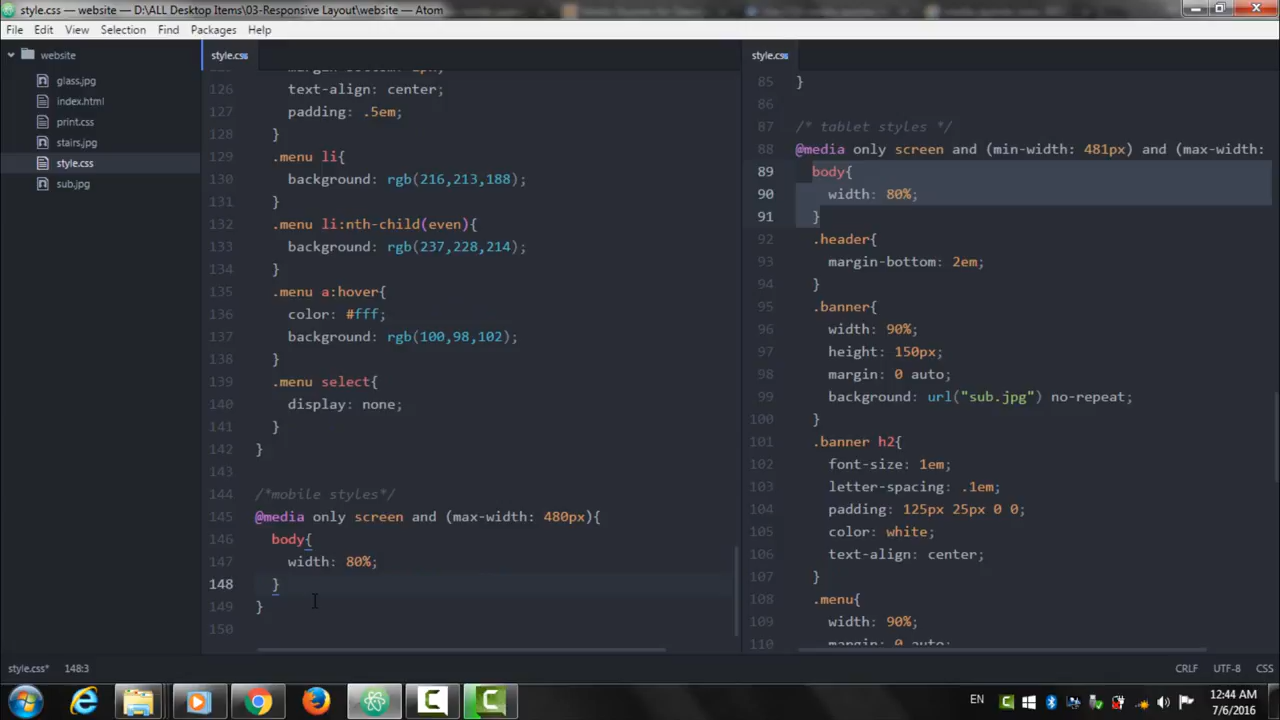 style.css — website — D:\ALL Desktop Items\03-Responsive Layout\website — Atom
File Edit View Selection Find Packages Help
website
glass.jpg
index.html
print.css
stairs.jpg
style.css
sub.jpg
style.css
126 text-align: center;
127 padding: .5em;
128 }
129 .menu li{
130 background: rgb(216,213,188);
131 }
132 .menu li:nth-child(even){
133 background: rgb(237,228,214);
134 }
135 .menu a:hover{
136 color: #fff;
137 background: rgb(100,98,102);
138 }
139 .menu select{
140 display: none;
141 }
142 }
143
144 /*mobile styles*/
145 @media only screen and (max-width: 480px){
146 body{
147 width: 80%;
148 }
149 }
150
style.css
85 }
86
87 /* tablet styles */
88 @media only screen and (min-width: 481px) and (max-width:
89 body{
90 width: 80%;
91 }
92 .header{
93 margin-bottom: 2em;
94 }
95 .banner{
96 width: 90%;
97 height: 150px;
98 margin: 0 auto;
99 background: url("sub.jpg") no-repeat;
100 }
101 .banner h2{
102 font-size: 1em;
103 letter-spacing: .1em;
104 padding: 125px 25px 0 0;
105 color: white;
106 text-align: center;
107 }
108 .menu{
109 width: 90%;
110 margin: 0 auto;
style.css* 148:3
CRLF UTF-8 CSS
EN
12:44 AM
7/6/2016